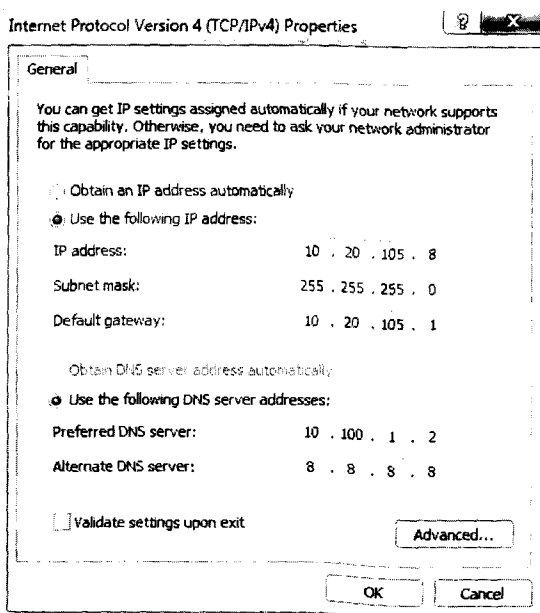 Internet Protocol Version 4 (TCP/IPv4) Properties
General
You can get IP settings assigned automatically if your network supports
this capability. Otherwise, you need to ask your network administrator
for the appropriate IP settings.
Obtain an IP address automatically
Use the following IP address:
IP address: 10 . 20 . 105 . 8
Subnet mask: 255 . 255 . 255 . 0
Default gateway: 10 . 20 . 105 . 1
Obtain DNS server address automatically
Use the following DNS server addresses:
Preferred DNS server: 10 . 100 . 1 . 2
Alternate DNS server: 8 . 8 . 8 . 8
Validate settings upon exit
Advanced...
OK Cancel